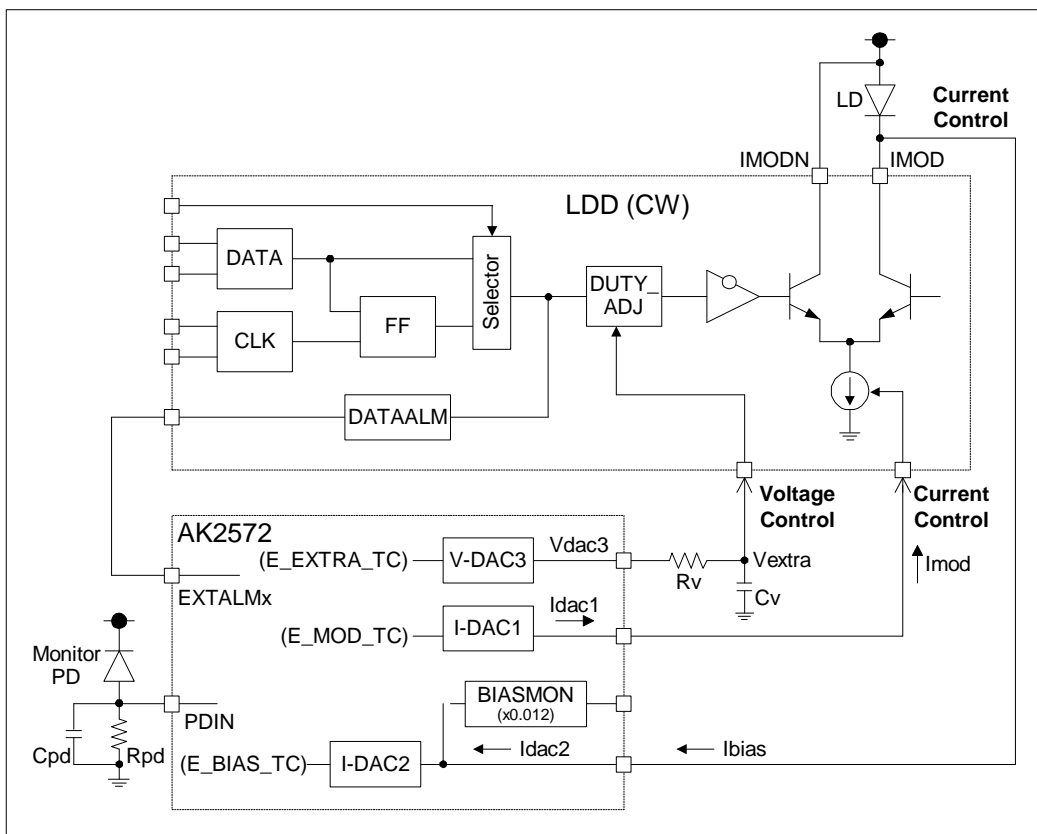 LD
Current
Control
IMODN
IMOD
LDD (CW)
DATA
CLK
FF
Selector
DUTY_
ADJ
DATAALM
Voltage
Control
Current
Control
AK2572
(E_EXTRA_TC)
V-DAC3
Vdac3
Rv
Vextra
Cv
Imod
EXTALMx
(E_MOD_TC)
I-DAC1
Idac1
Monitor
PD
PDIN
Cpd
Rpd
BIASMON
(x0.012)
(E_BIAS_TC)
I-DAC2
Idac2
Ibias